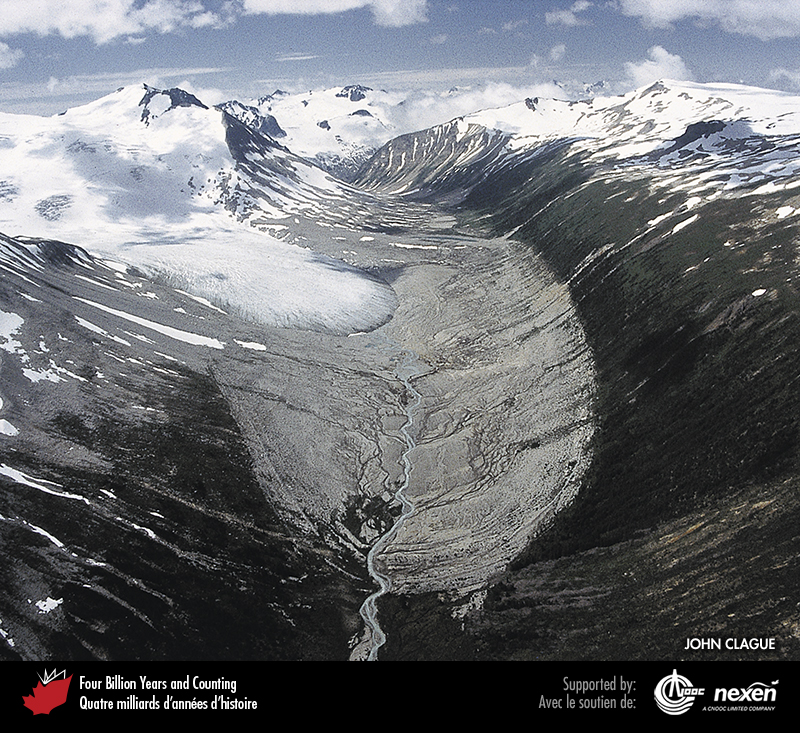 JOHN CLAGUE
Four Billion Years and Counting
Quatre milliards d'années d'histoire
Supported by:
Avec le soutien de:
CNOOC
nexen
A CNOOC LIMITED COMPANY